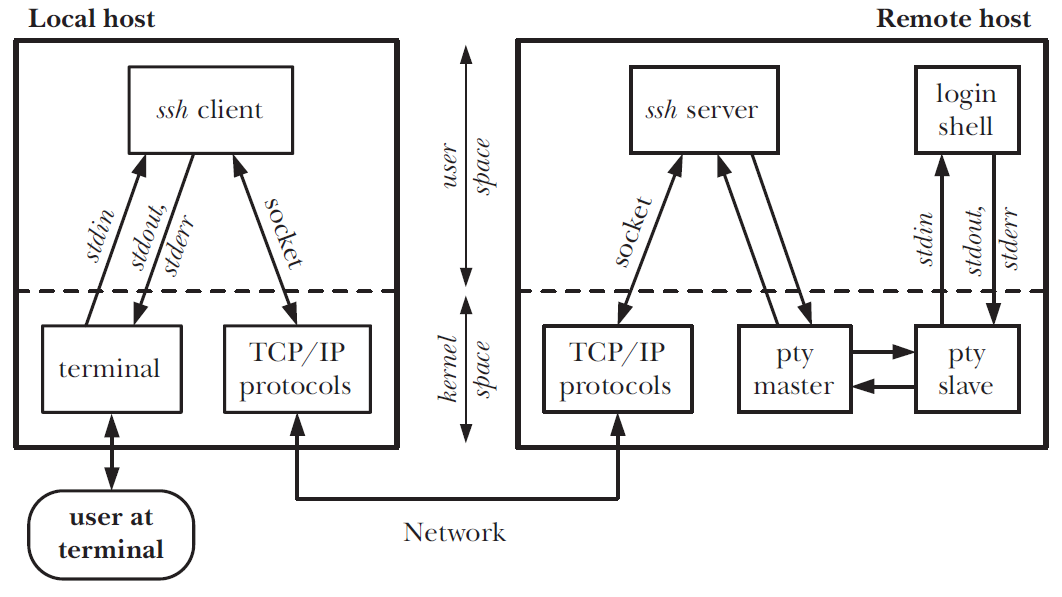 Local host
Remote host
ssh client
ssh server
login
shell
user
space
stdin
stdout,
stderr
socket
socket
stdin
stdout,
stderr
kernel
space
terminal
TCP/IP
protocols
TCP/IP
protocols
pty
master
pty
slave
user at
terminal
Network